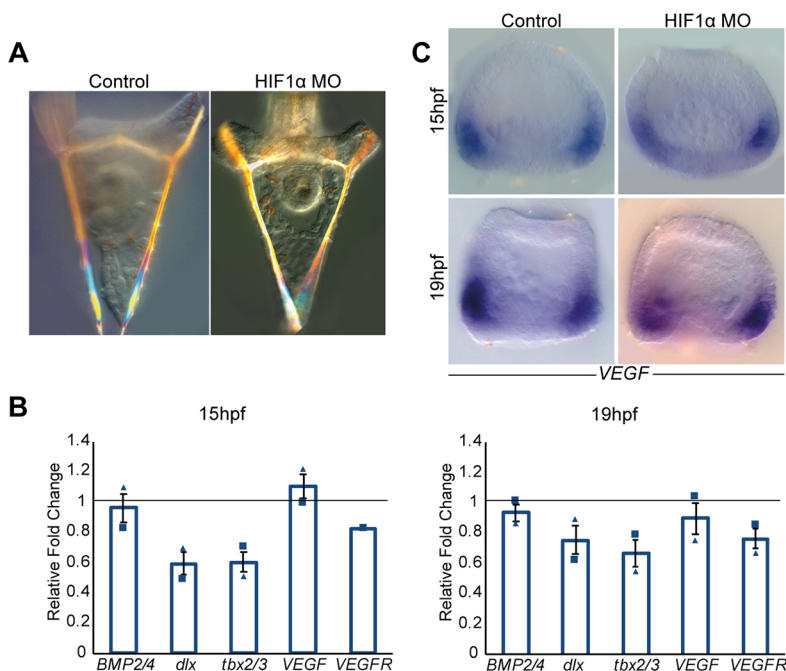 A
Control
HIF1α MO
C
Control
HIF1α MO
15hpf
19hpf
VEGF
B
15hpf
Relative Fold Change
1.4
1.2
1
0.8
0.6
0.4
0.2
0
BMP2/4
dlx
tbx2/3
VEGF
VEGFR
19hpf
Relative Fold Change
1.4
1.2
1
0.8
0.6
0.4
0.2
0
BMP2/4
dlx
tbx2/3
VEGF
VEGFR